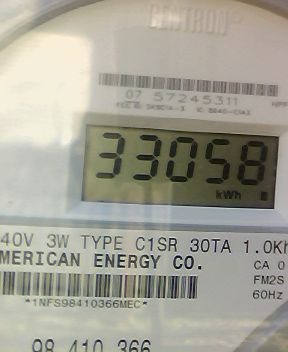 CENTRON
07 57245311
33058
kWh
40V 3W TYPE C1SR 30TA 1.0Kh
MERICAN ENERGY CO.
CA 0
FM2S
60Hz
*1NFS98410366MEC*
98 410 366